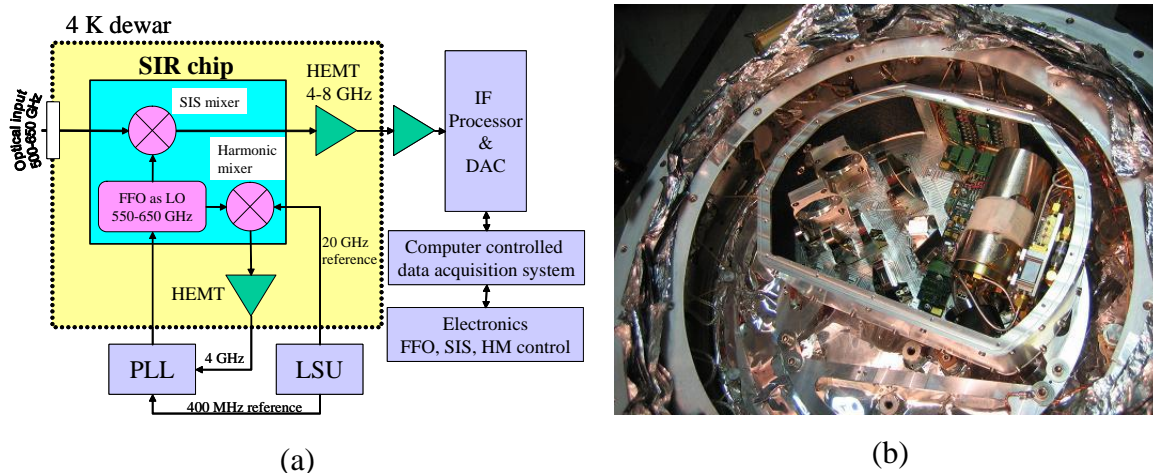 4 K dewar
SIR chip
SIS mixer
HEMT
4-8 GHz
Optical input
500-650 GHz
Harmonic
mixer
FFO as LO
550-650 GHz
20 GHz
reference
HEMT
IF
Processor
&
DAC
Computer controlled
data acquisition system
Electronics
FFO, SIS, HM control
PLL
4 GHz
LSU
400 MHz reference
(a)
(b)